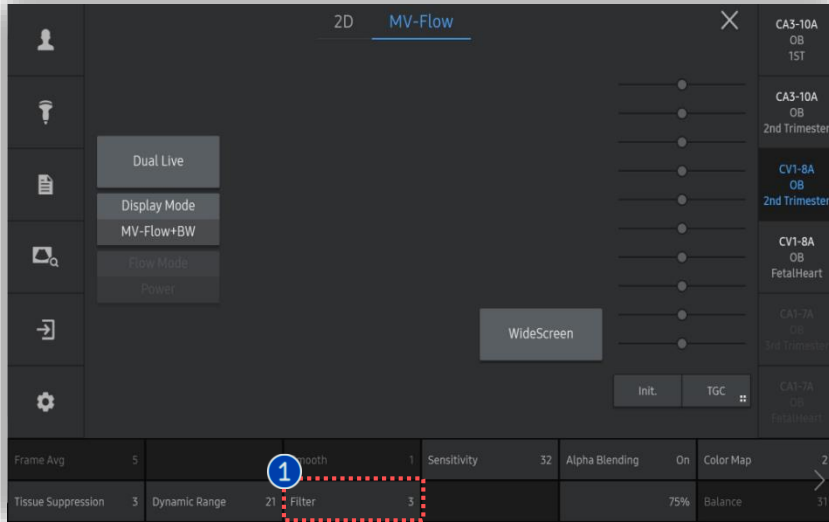 2D MV-Flow
CA3-10A
OB
1ST
CA3-10A
OB
2nd Trimester
CV1-8A
OB
2nd Trimester
CV1-8A
OB
FetalHeart
CA1-7A
OB
3rd Trimester
CA1-7A
OB
FetalHeart
Dual Live
Display Mode
MV-Flow+BW
Flow Mode
Power
WideScreen
Init. TGC
Frame Avg 5 Smooth 1 Sensitivity 32 Alpha Blending On Color Map 2
1
Tissue Suppression 3 Dynamic Range 21 Filter 3 75% Balance 31